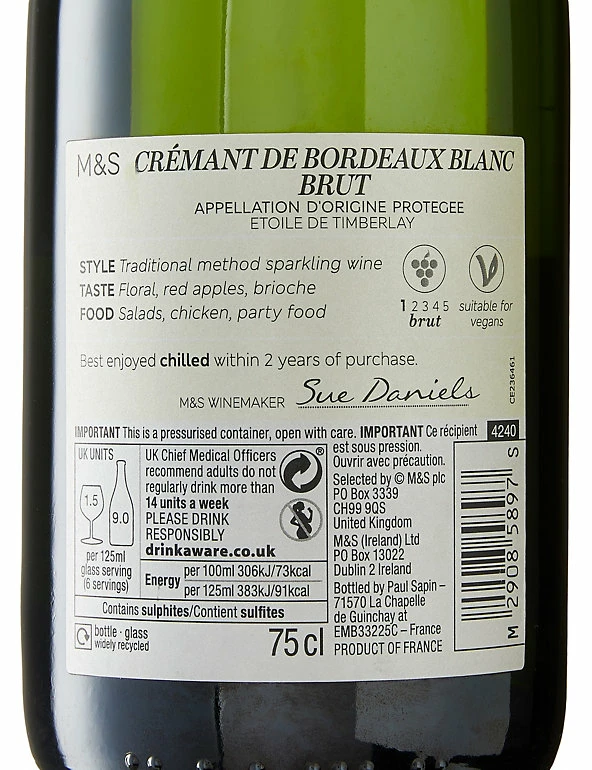 M&S CRÉMANT DE BORDEAUX BLANC
BRUT
APPELLATION D'ORIGINE PROTEGEE
ETOILE DE TIMBERLAY
STYLE Traditional method sparkling wine
TASTE Floral, red apples, brioche
FOOD Salads, chicken, party food
1 2 3 4 5
brut
suitable for
vegans
Best enjoyed chilled within 2 years of purchase.
M&S WINEMAKER Sue Daniels
CE236461
IMPORTANT This is a pressurised container, open with care. IMPORTANT Ce récipient
est sous pression.
Ouvrir avec précaution.
4240
UK UNITS
1.5
9.0
per 125ml
glass serving
(6 servings)
UK Chief Medical Officers
recommend adults do not
regularly drink more than
14 units a week
PLEASE DRINK
RESPONSIBLY
drinkaware.co.uk
®
Energy
per 100ml 306kJ/73kcal
per 125ml 383kJ/91kcal
Contains sulphites/Contient sulfites
bottle - glass
widely recycled
75cl
Selected by © M&S plc
PO Box 3339
CH99 9QS
United Kingdom
M&S (Ireland) Ltd
PO Box 13022
Dublin 2 Ireland
Bottled by Paul Sapin –
71570 La Chapelle
de Guinchay at
EMB33225C – France
PRODUCT OF FRANCE
M 2908 5897 S